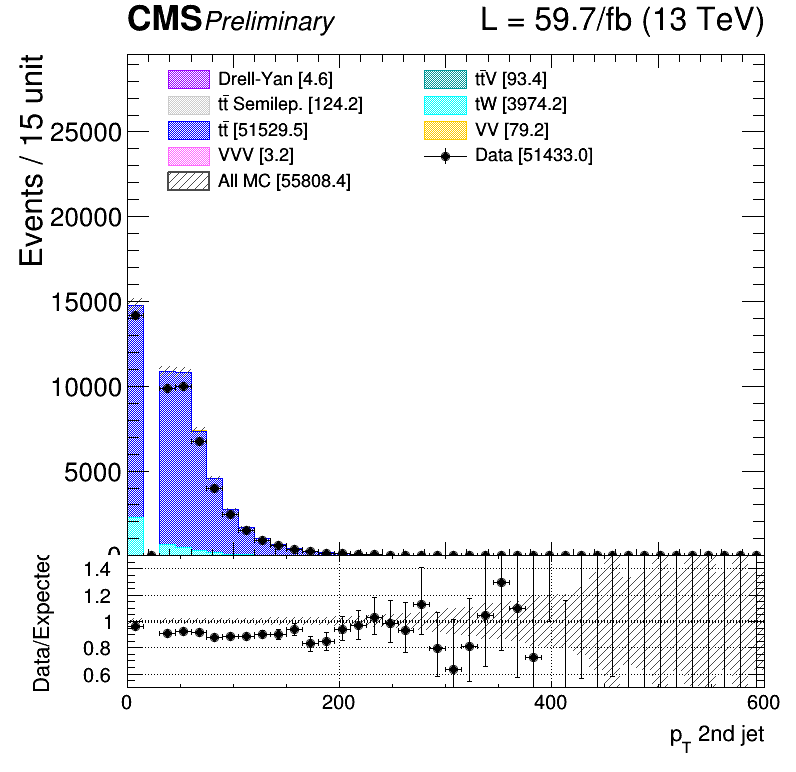 CMS Preliminary L = 59.7/fb (13 TeV)
Events / 15 unit
Drell-Yan [4.6]
tt̄ Semilep. [124.2]
tt̄ [51529.5]
VVV [3.2]
All MC [55808.4]
tt̄V [93.4]
tW [3974.2]
VV [79.2]
Data [51433.0]
25000
20000
15000
10000
5000
0
Data/Expected
1.4
1.2
1
0.8
0.6
0 200 400 600
p_T 2nd jet